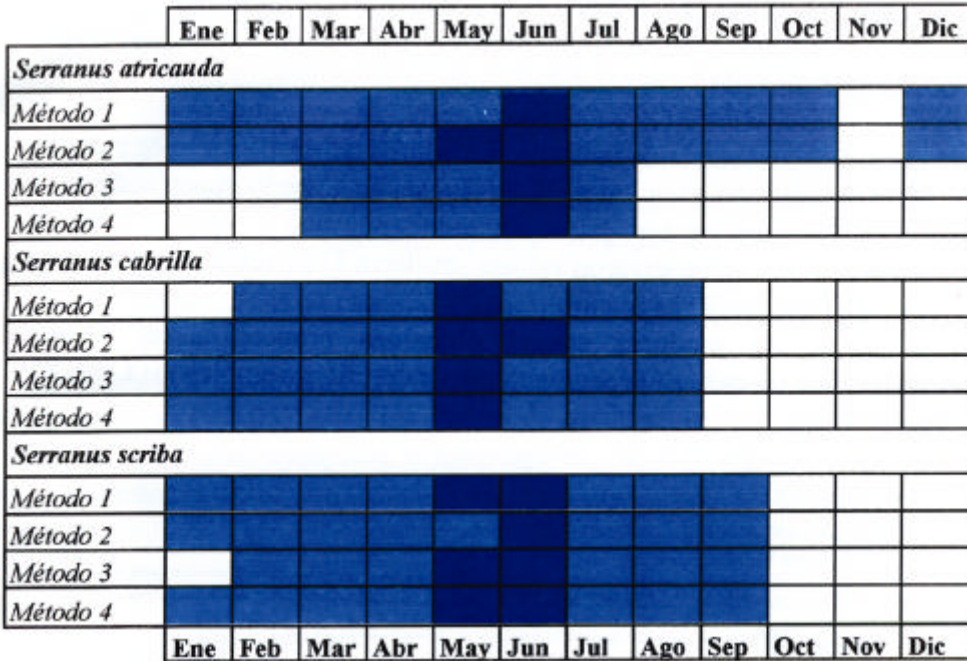 Ene Feb Mar Abr May Jun Jul Ago Sep Oct Nov Dic
Serranus atricauda
Método 1
Método 2
Método 3
Método 4
Serranus cabrilla
Método 1
Método 2
Método 3
Método 4
Serranus scriba
Método 1
Método 2
Método 3
Método 4
Ene Feb Mar Abr May Jun Jul Ago Sep Oct Nov Dic